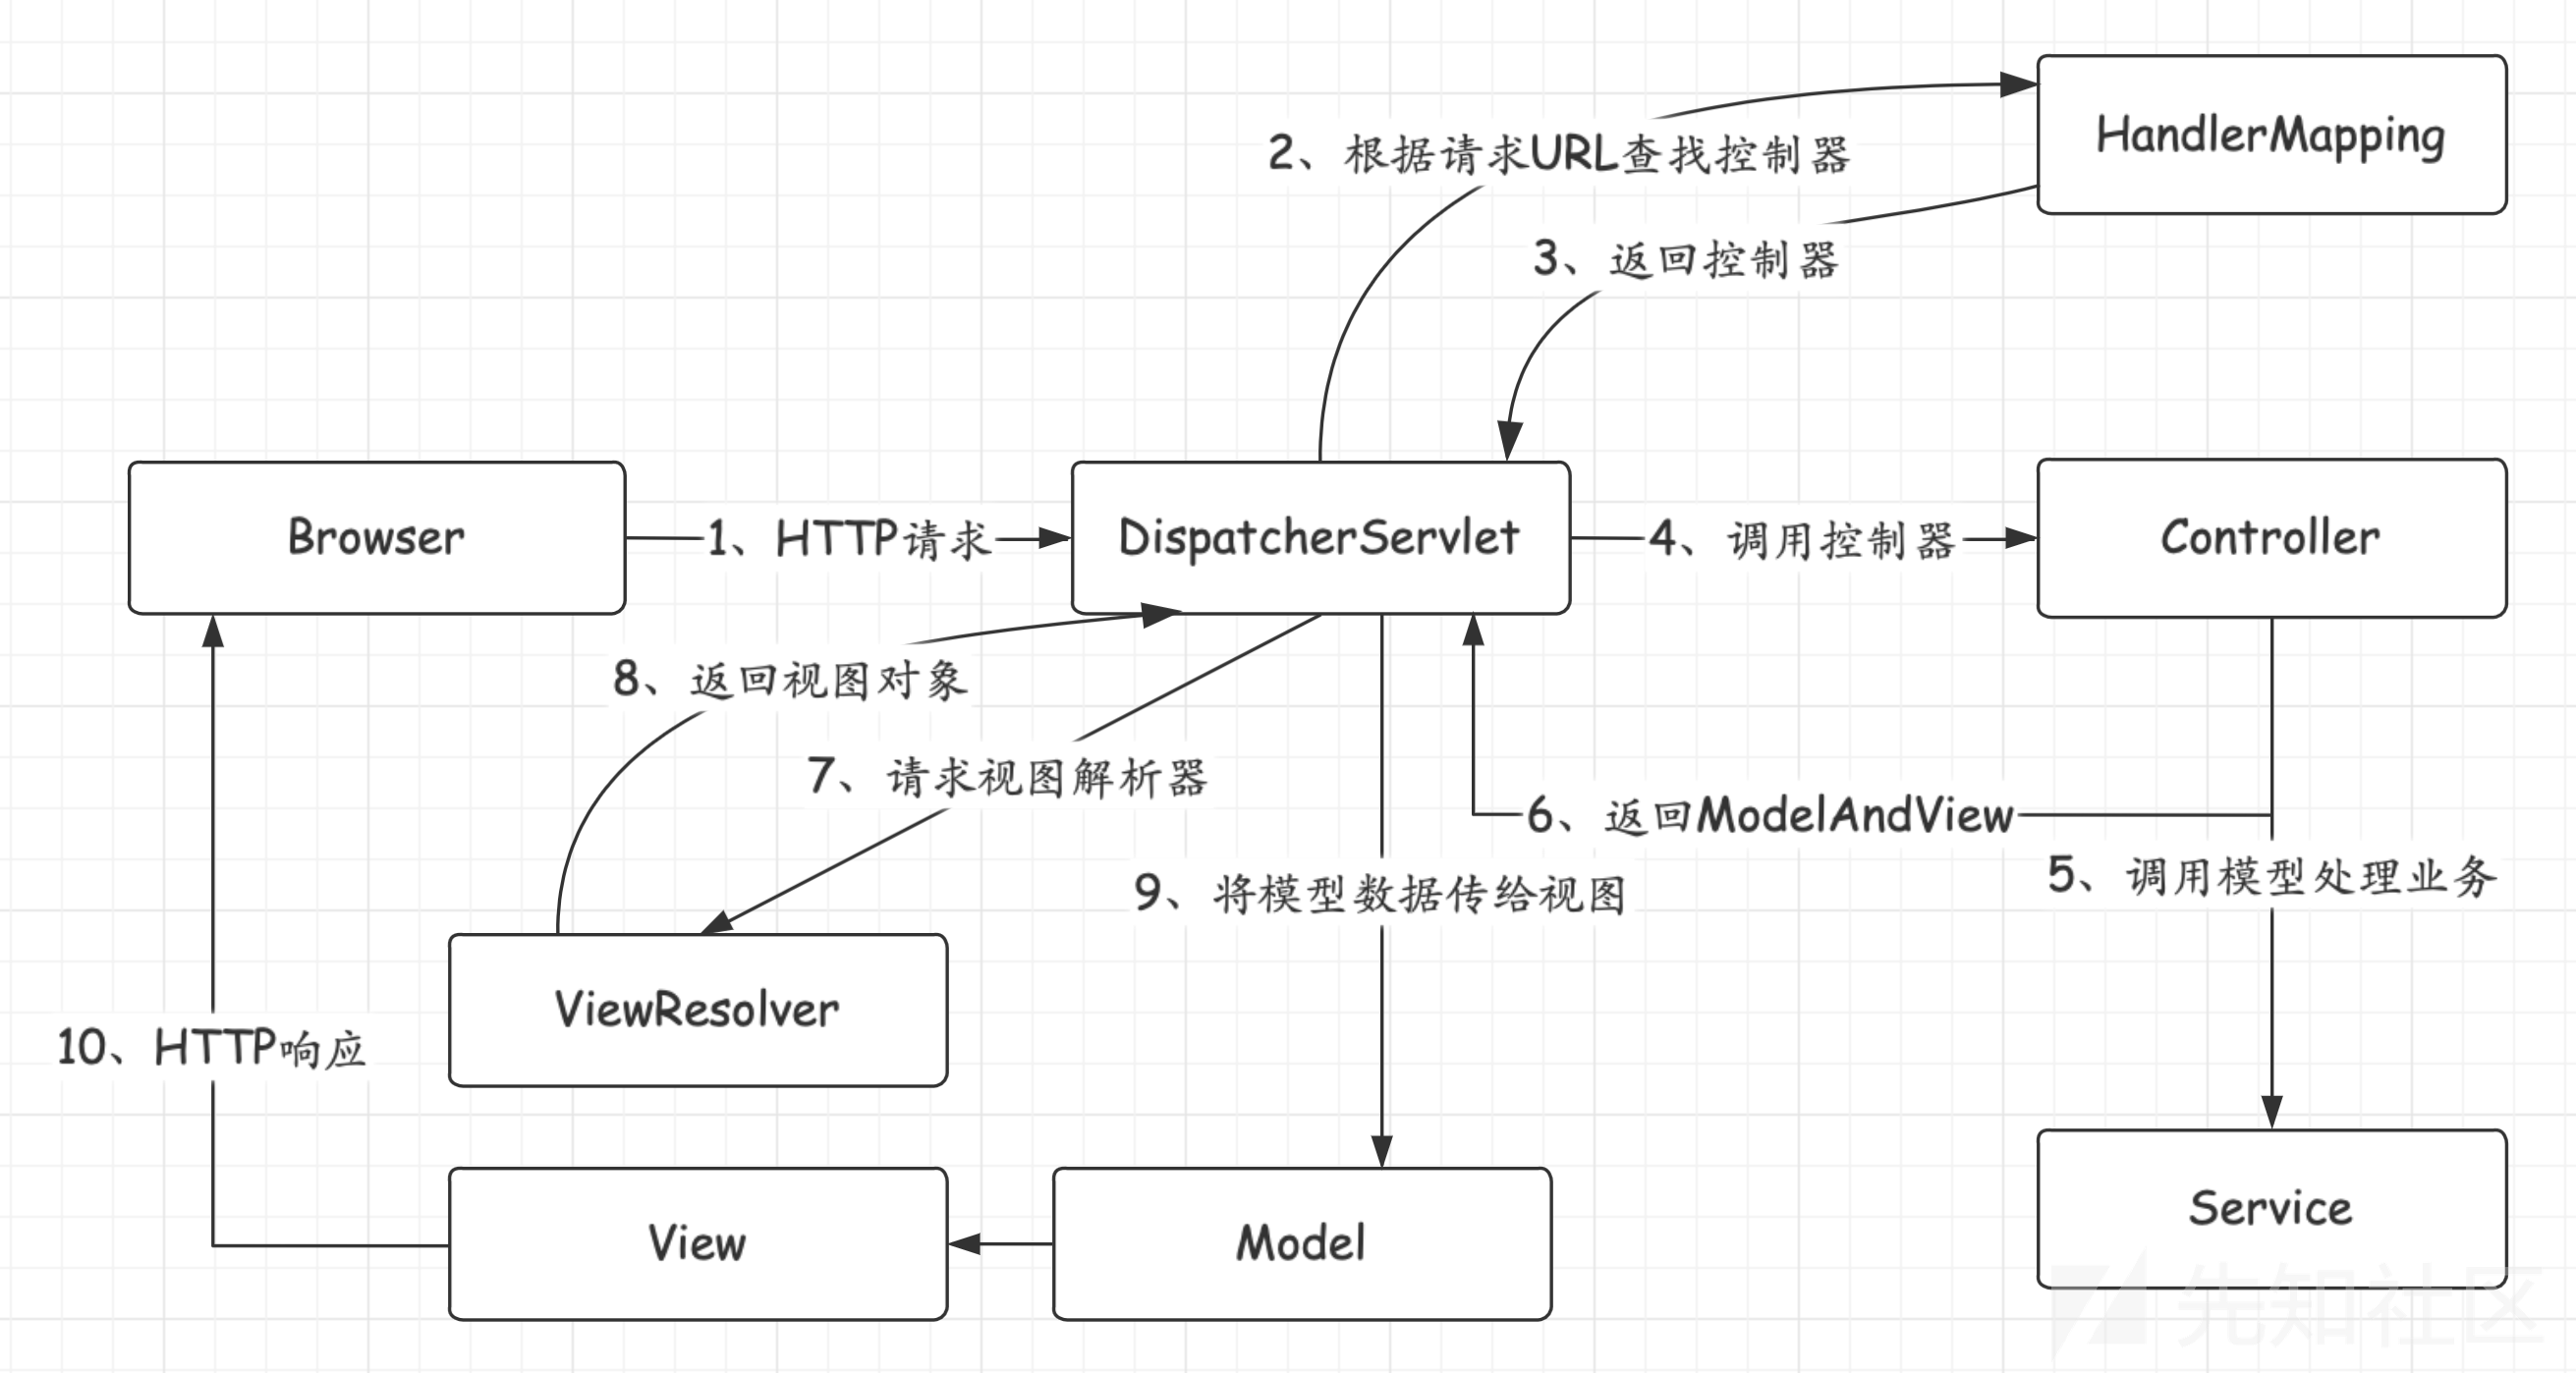 2、根据请求URL查找控制器
HandlerMapping
3、返回控制器
Browser
1、HTTP请求
DispatcherServlet
4、调用控制器
Controller
8、返回视图对象
7、请求视图解析器
6、返回ModelAndView
5、调用模型处理业务
9、将模型数据传给视图
ViewResolver
10、HTTP响应
View
Model
Service
先知社区